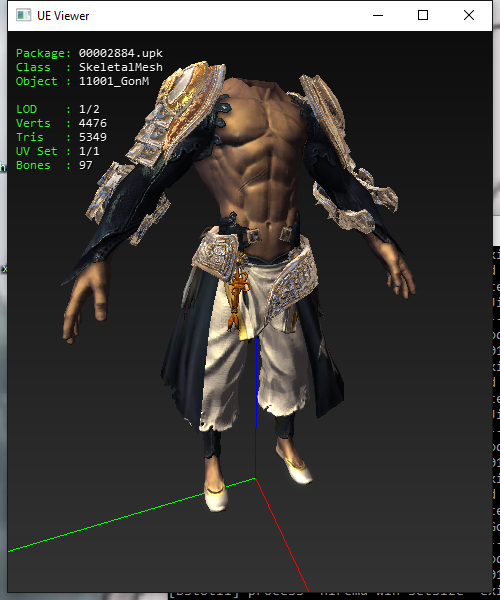 UE Viewer
Package: 00002884.upk
Class : SkeletalMesh
Object : 11001_GonM
LOD : 1/2
Verts : 4476
Tris : 5349
UV Set : 1/1
Bones : 97